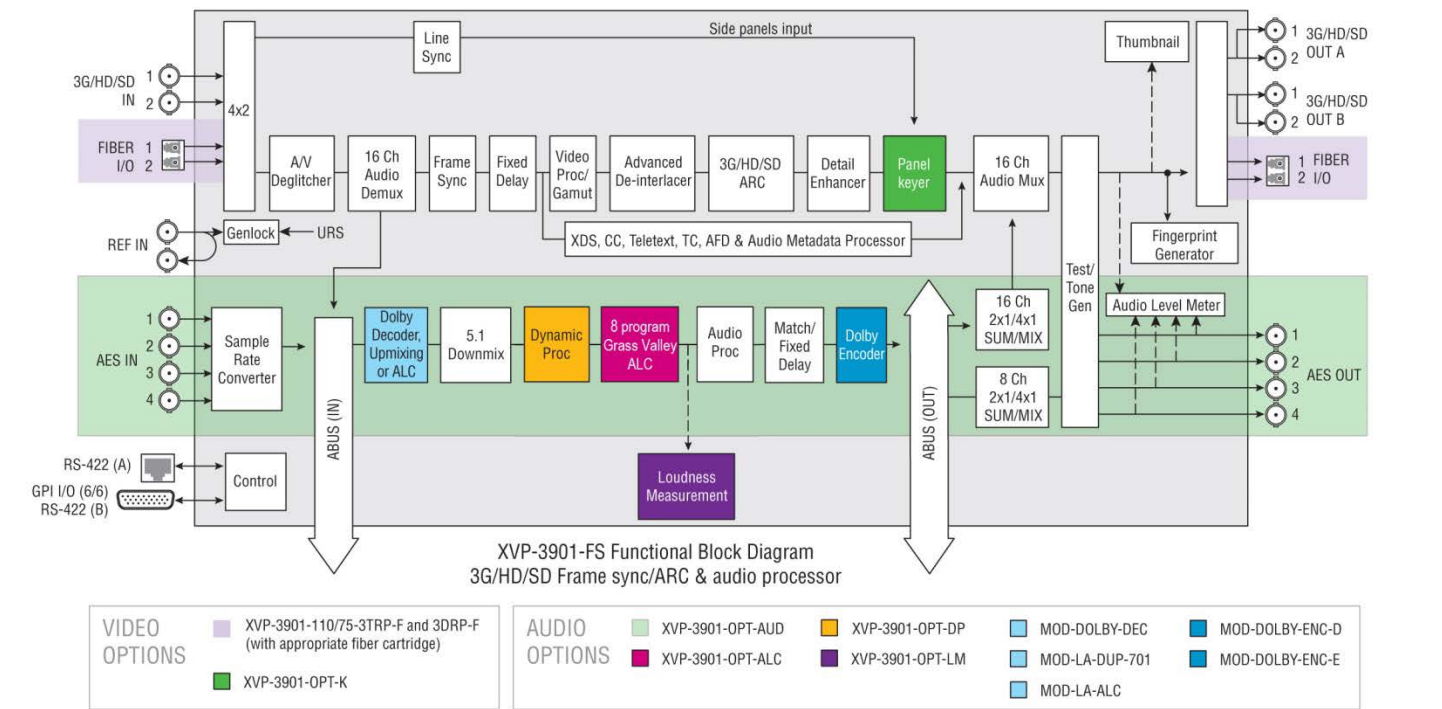 Side panels input
Line
Sync
Thumbnail
1
2
3G/HD/SD
OUT A
1
2
3G/HD/SD
OUT B
3G/HD/SD
IN
1
2
4x2
FIBER
I/O
1
2
A/V
Deglitcher
16 Ch
Audio
Demux
Frame
Sync
Fixed
Delay
Video
Proc/
Gamut
Advanced
De-interlacer
3G/HD/SD
ARC
Detail
Enhancer
Panel
keyer
16 Ch
Audio Mux
1
2
FIBER
I/O
REF IN
Genlock
URS
XDS, CC, Teletext, TC, AFD & Audio Metadata Processor
Fingerprint
Generator
Test/
Tone
Gen
Audio Level Meter
AES IN
1
2
3
4
Sample
Rate
Converter
ABUS (IN)
Dolby
Decoder,
Upmixing
or ALC
5.1
Downmix
Dynamic
Proc
8 program
Grass Valley
ALC
Audio
Proc
Match/
Fixed
Delay
Dolby
Encoder
ABUS (OUT)
16 Ch
2x1/4x1
SUM/MIX
8 Ch
2x1/4x1
SUM/MIX
1
2
3
4
AES OUT
RS-422 (A)
GPI I/O (6/6)
RS-422 (B)
Control
Loudness
Measurement
XVP-3901-FS Functional Block Diagram
3G/HD/SD Frame sync/ARC & audio processor
VIDEO
OPTIONS
XVP-3901-110/75-3TRP-F and 3DRP-F
(with appropriate fiber cartridge)
XVP-3901-OPT-K
AUDIO
OPTIONS
XVP-3901-OPT-AUD
XVP-3901-OPT-ALC
XVP-3901-OPT-DP
XVP-3901-OPT-LM
MOD-DOLBY-DEC
MOD-LA-DUP-701
MOD-LA-ALC
MOD-DOLBY-ENC-D
MOD-DOLBY-ENC-E